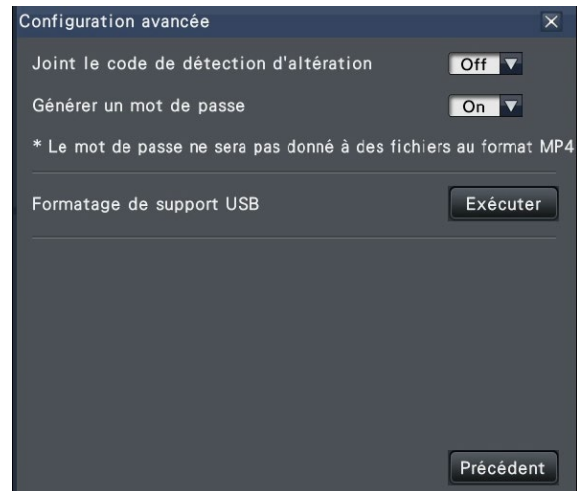 Configuration avancée
Joint le code de détection d'altération Off
Générer un mot de passe On
* Le mot de passe ne sera pas donné à des fichiers au format MP4
Formatage de support USB Exécuter
Précédent